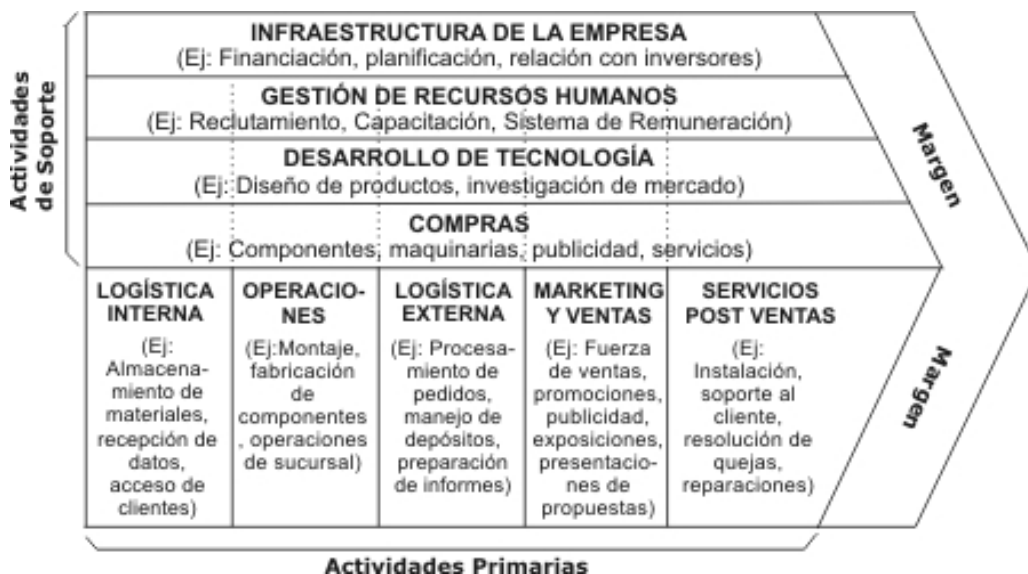 Actividades
de Soporte
INFRAESTRUCTURA DE LA EMPRESA
(Ej: Financiación, planificación, relación con inversores)
GESTIÓN DE RECURSOS HUMANOS
(Ej: Reclutamiento, Capacitación, Sistema de Remuneración)
DESARROLLO DE TECNOLOGÍA
(Ej: Diseño de productos, investigación de mercado)
COMPRAS
(Ej: Componentes, maquinarias, publicidad, servicios)
Margen
LOGÍSTICA
INTERNA
(Ej:
Almacena-
miento de
materiales,
recepción de
datos,
acceso de
clientes)
OPERACIO-
NES
(Ej:Montaje,
fabricación
de
componentes
, operaciones
de sucursal)
LOGÍSTICA
EXTERNA
(Ej: Procesa-
miento de
pedidos,
manejo de
depósitos,
preparación
de informes)
MARKETING
Y VENTAS
(Ej: Fuerza
de ventas,
promociones,
publicidad,
exposiciones,
presentacio-
nes de
propuestas)
SERVICIOS
POST VENTAS
(Ej:
Instalación,
soporte al
cliente,
resolución de
quejas,
reparaciones)
Margen
Actividades Primarias